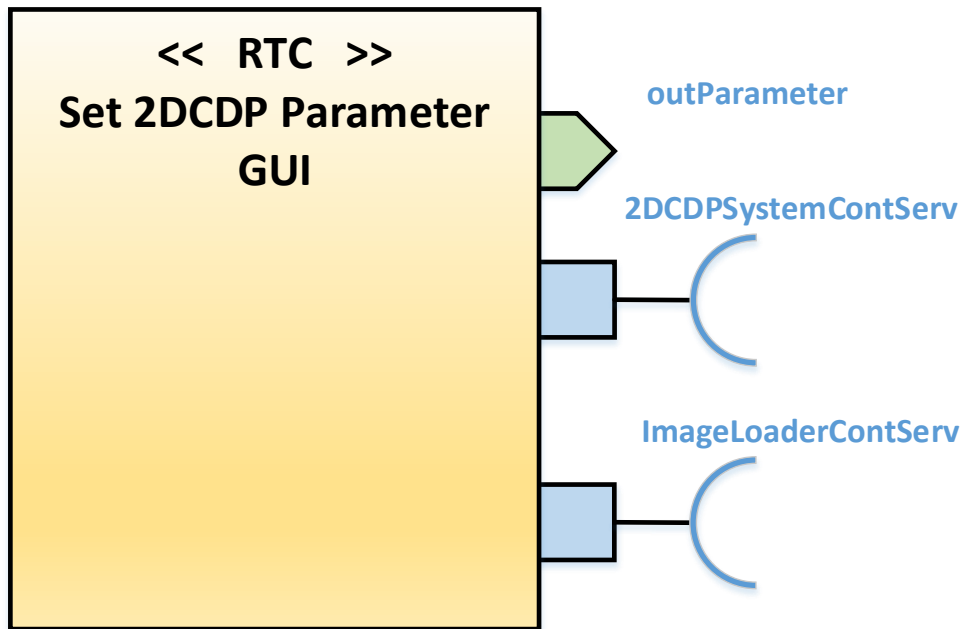 << RTC >>
Set 2DCDP Parameter
GUI
outParameter
2DCDPSystemContServ
ImageLoaderContServ